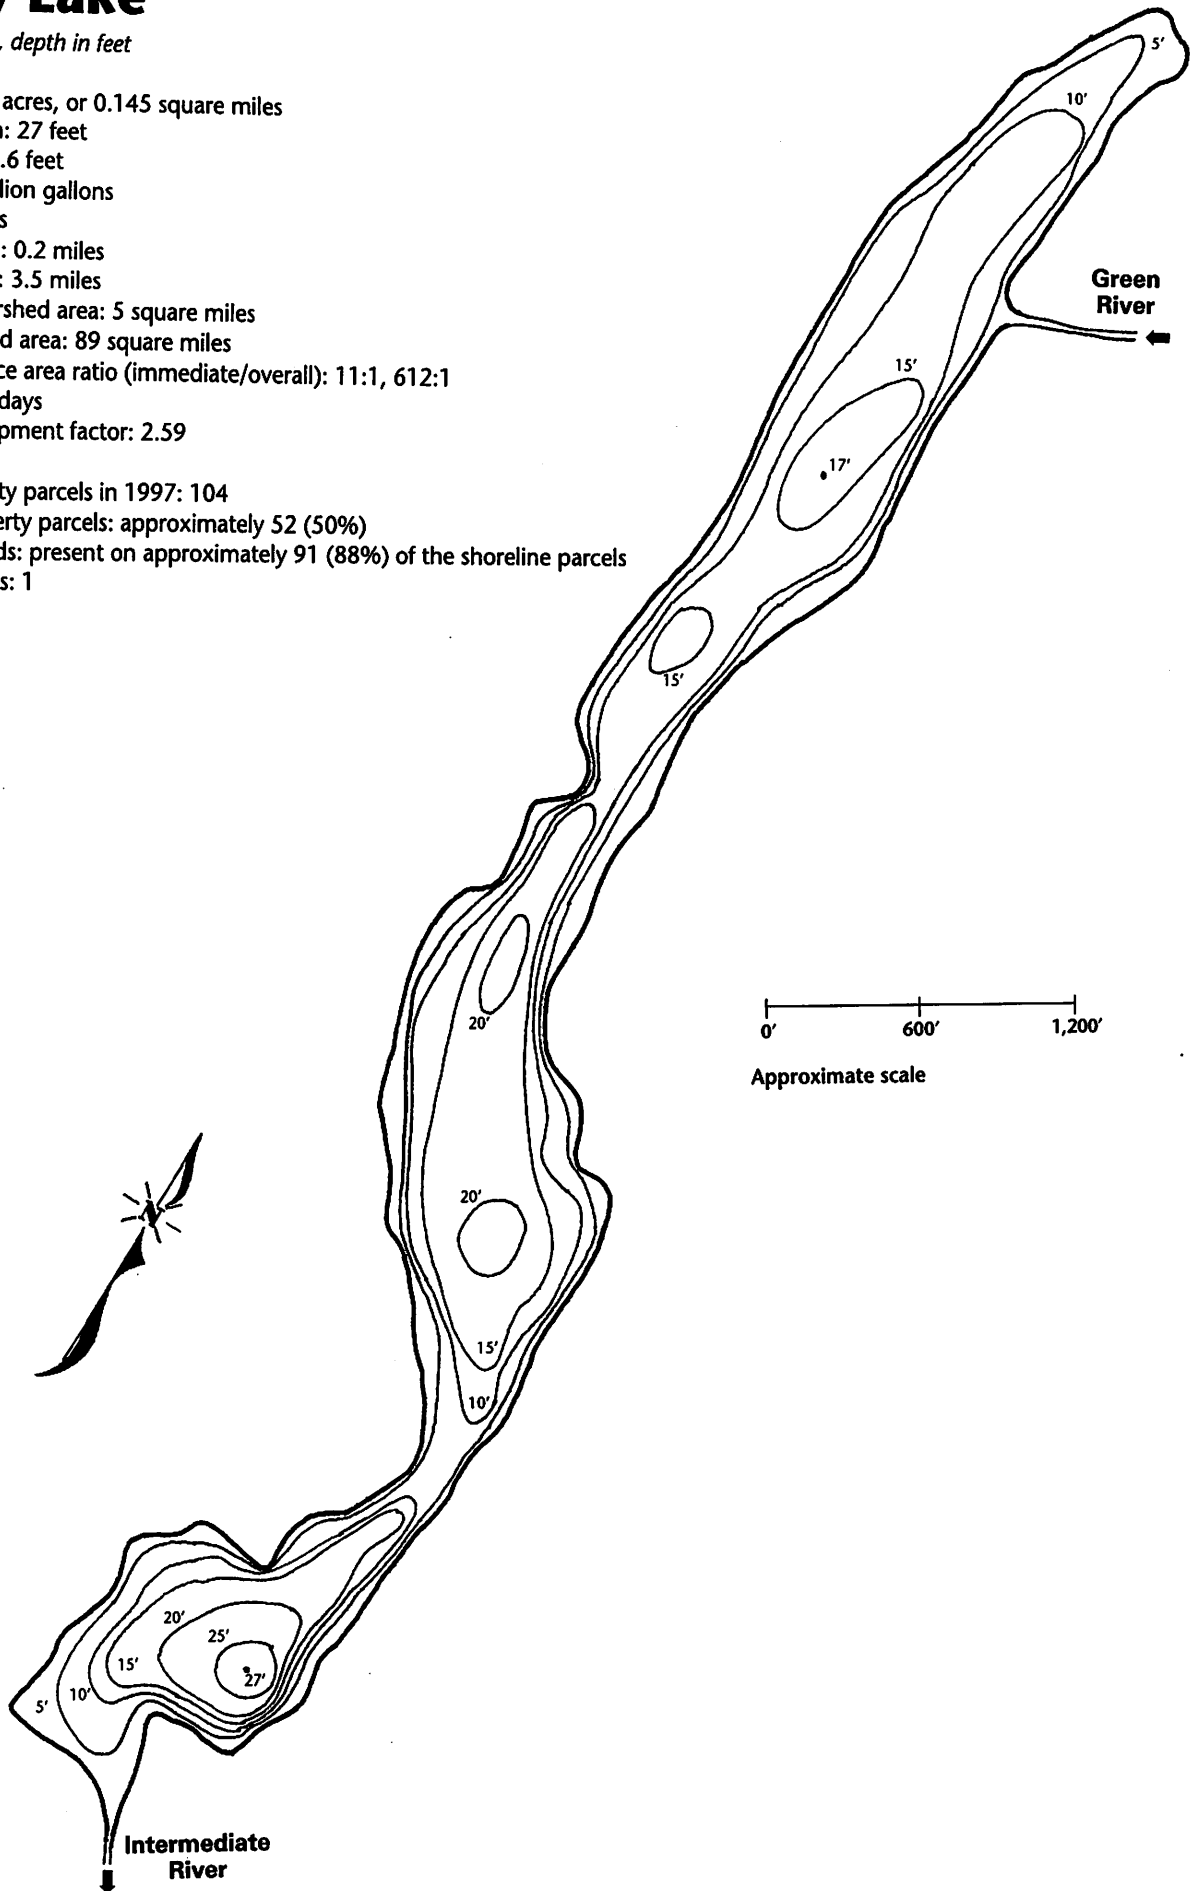 Lake
, depth in feet
acres, or 0.145 square miles
: 27 feet
.6 feet
lion gallons
s
: 0.2 miles
: 3.5 miles
rshed area: 5 square miles
d area: 89 square miles
ce area ratio (immediate/overall): 11:1, 612:1
days
pment factor: 2.59
ty parcels in 1997: 104
erty parcels: approximately 52 (50%)
ds: present on approximately 91 (88%) of the shoreline parcels
s: 1
5'
10'
Green
River
15'
17'
15'
20'
0'
600'
1,200'
Approximate scale
N
20'
15'
10'
20'
25'
15'
27'
10'
5'
Intermediate
River